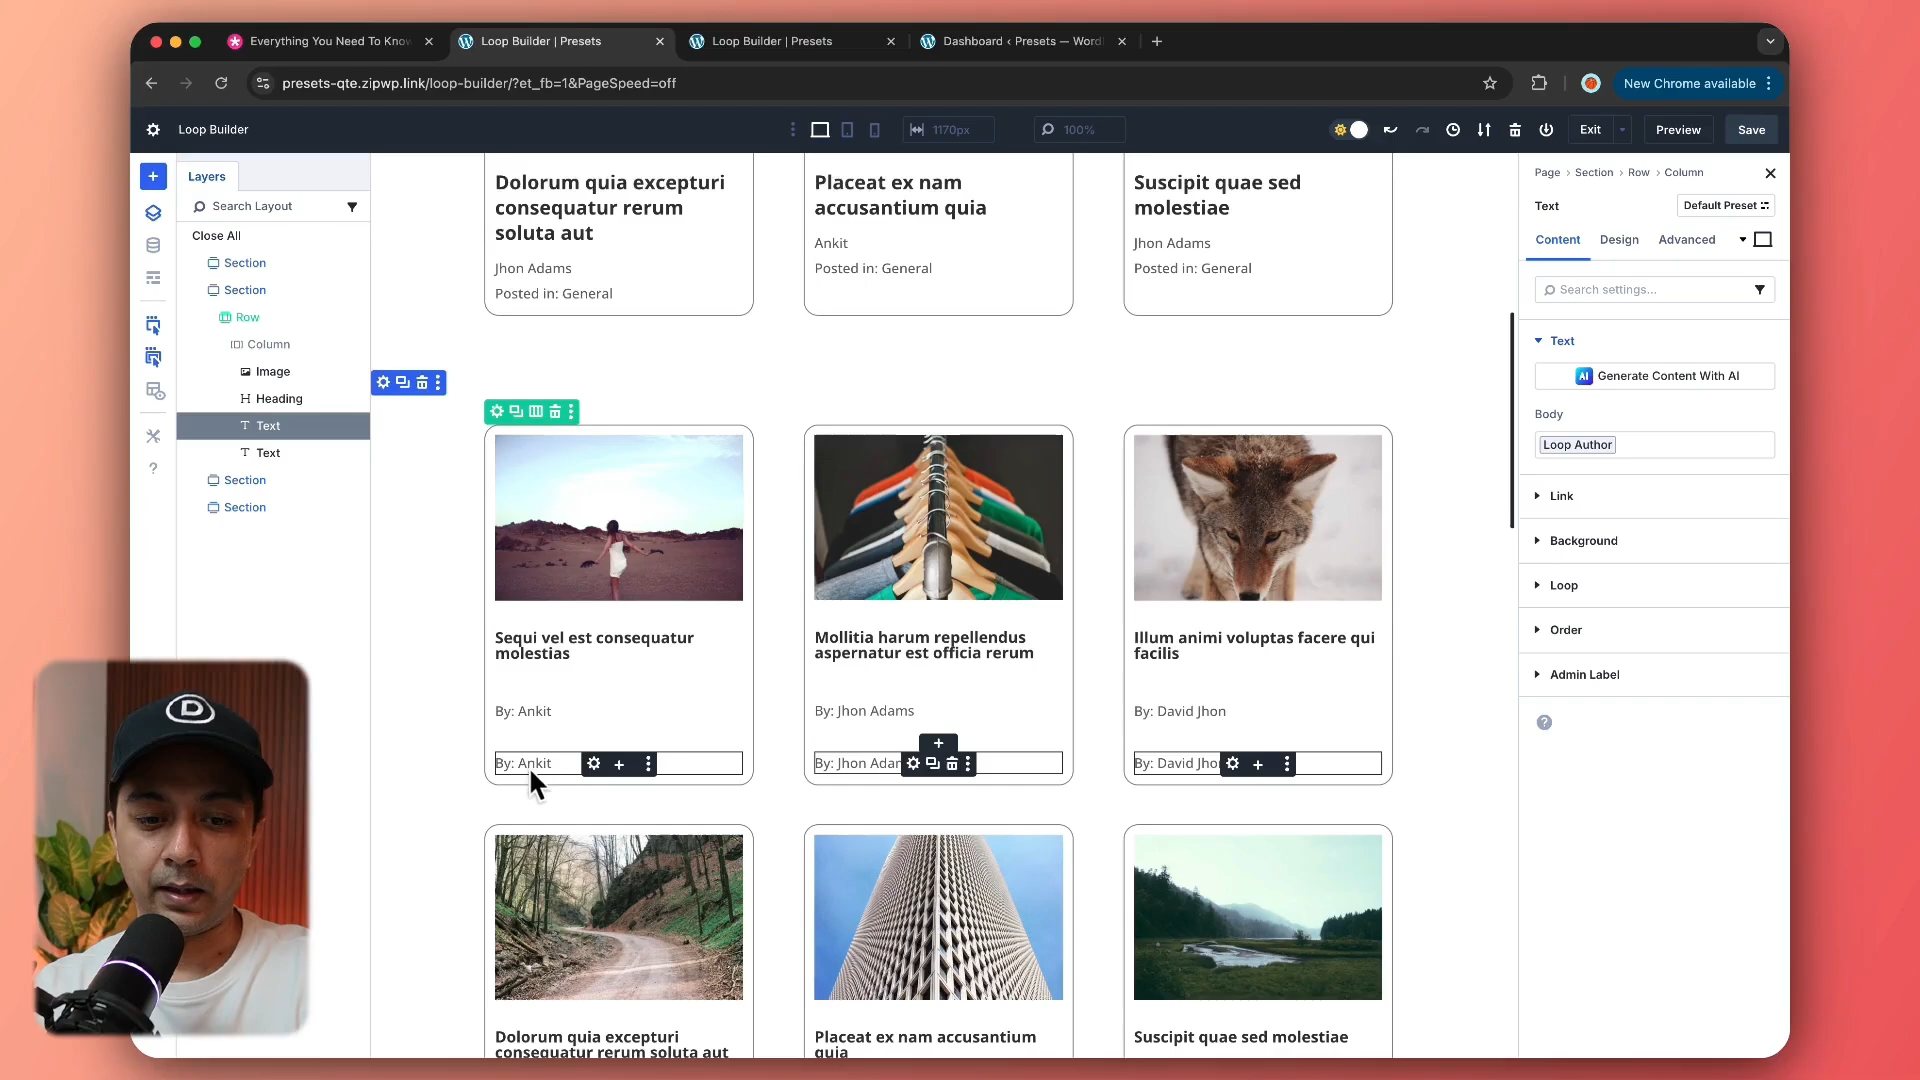 Everything You Need To Know
Loop Builder | Presets
Loop Builder | Presets
Dashboard ‹ Presets — Word
presets-qte.zipwp.link/loop-builder/?et_fb=1&PageSpeed=off
New Chrome available
Loop Builder
1170px
100%
Exit
Preview
Save
Layers
Search Layout
Close All
Section
Section
Row
Column
Image
Heading
Text
Text
Section
Section
Dolorum quia excepturi
consequatur rerum
soluta aut
Jhon Adams
Posted in: General
Placeat ex nam
accusantium quia
Ankit
Posted in: General
Suscipit quae sed
molestiae
Jhon Adams
Posted in: General
Sequi vel est consequatur
molestias
By: Ankit
By: Ankit
Mollitia harum repellendus
aspernatur est officia rerum
By: Jhon Adams
By: Jhon Adar
Illum animi voluptas facere qui
facilis
By: David Jhon
By: David Jho
Dolorum quia excepturi
consequatur rerum soluta aut
Placeat ex nam accusantium
quia
Suscipit quae sed molestiae
Page › Section › Row › Column
Text
Default Preset
Content
Design
Advanced
Search settings...
Text
AI Generate Content With AI
Body
Loop Author
Link
Background
Loop
Order
Admin Label
?
?
D